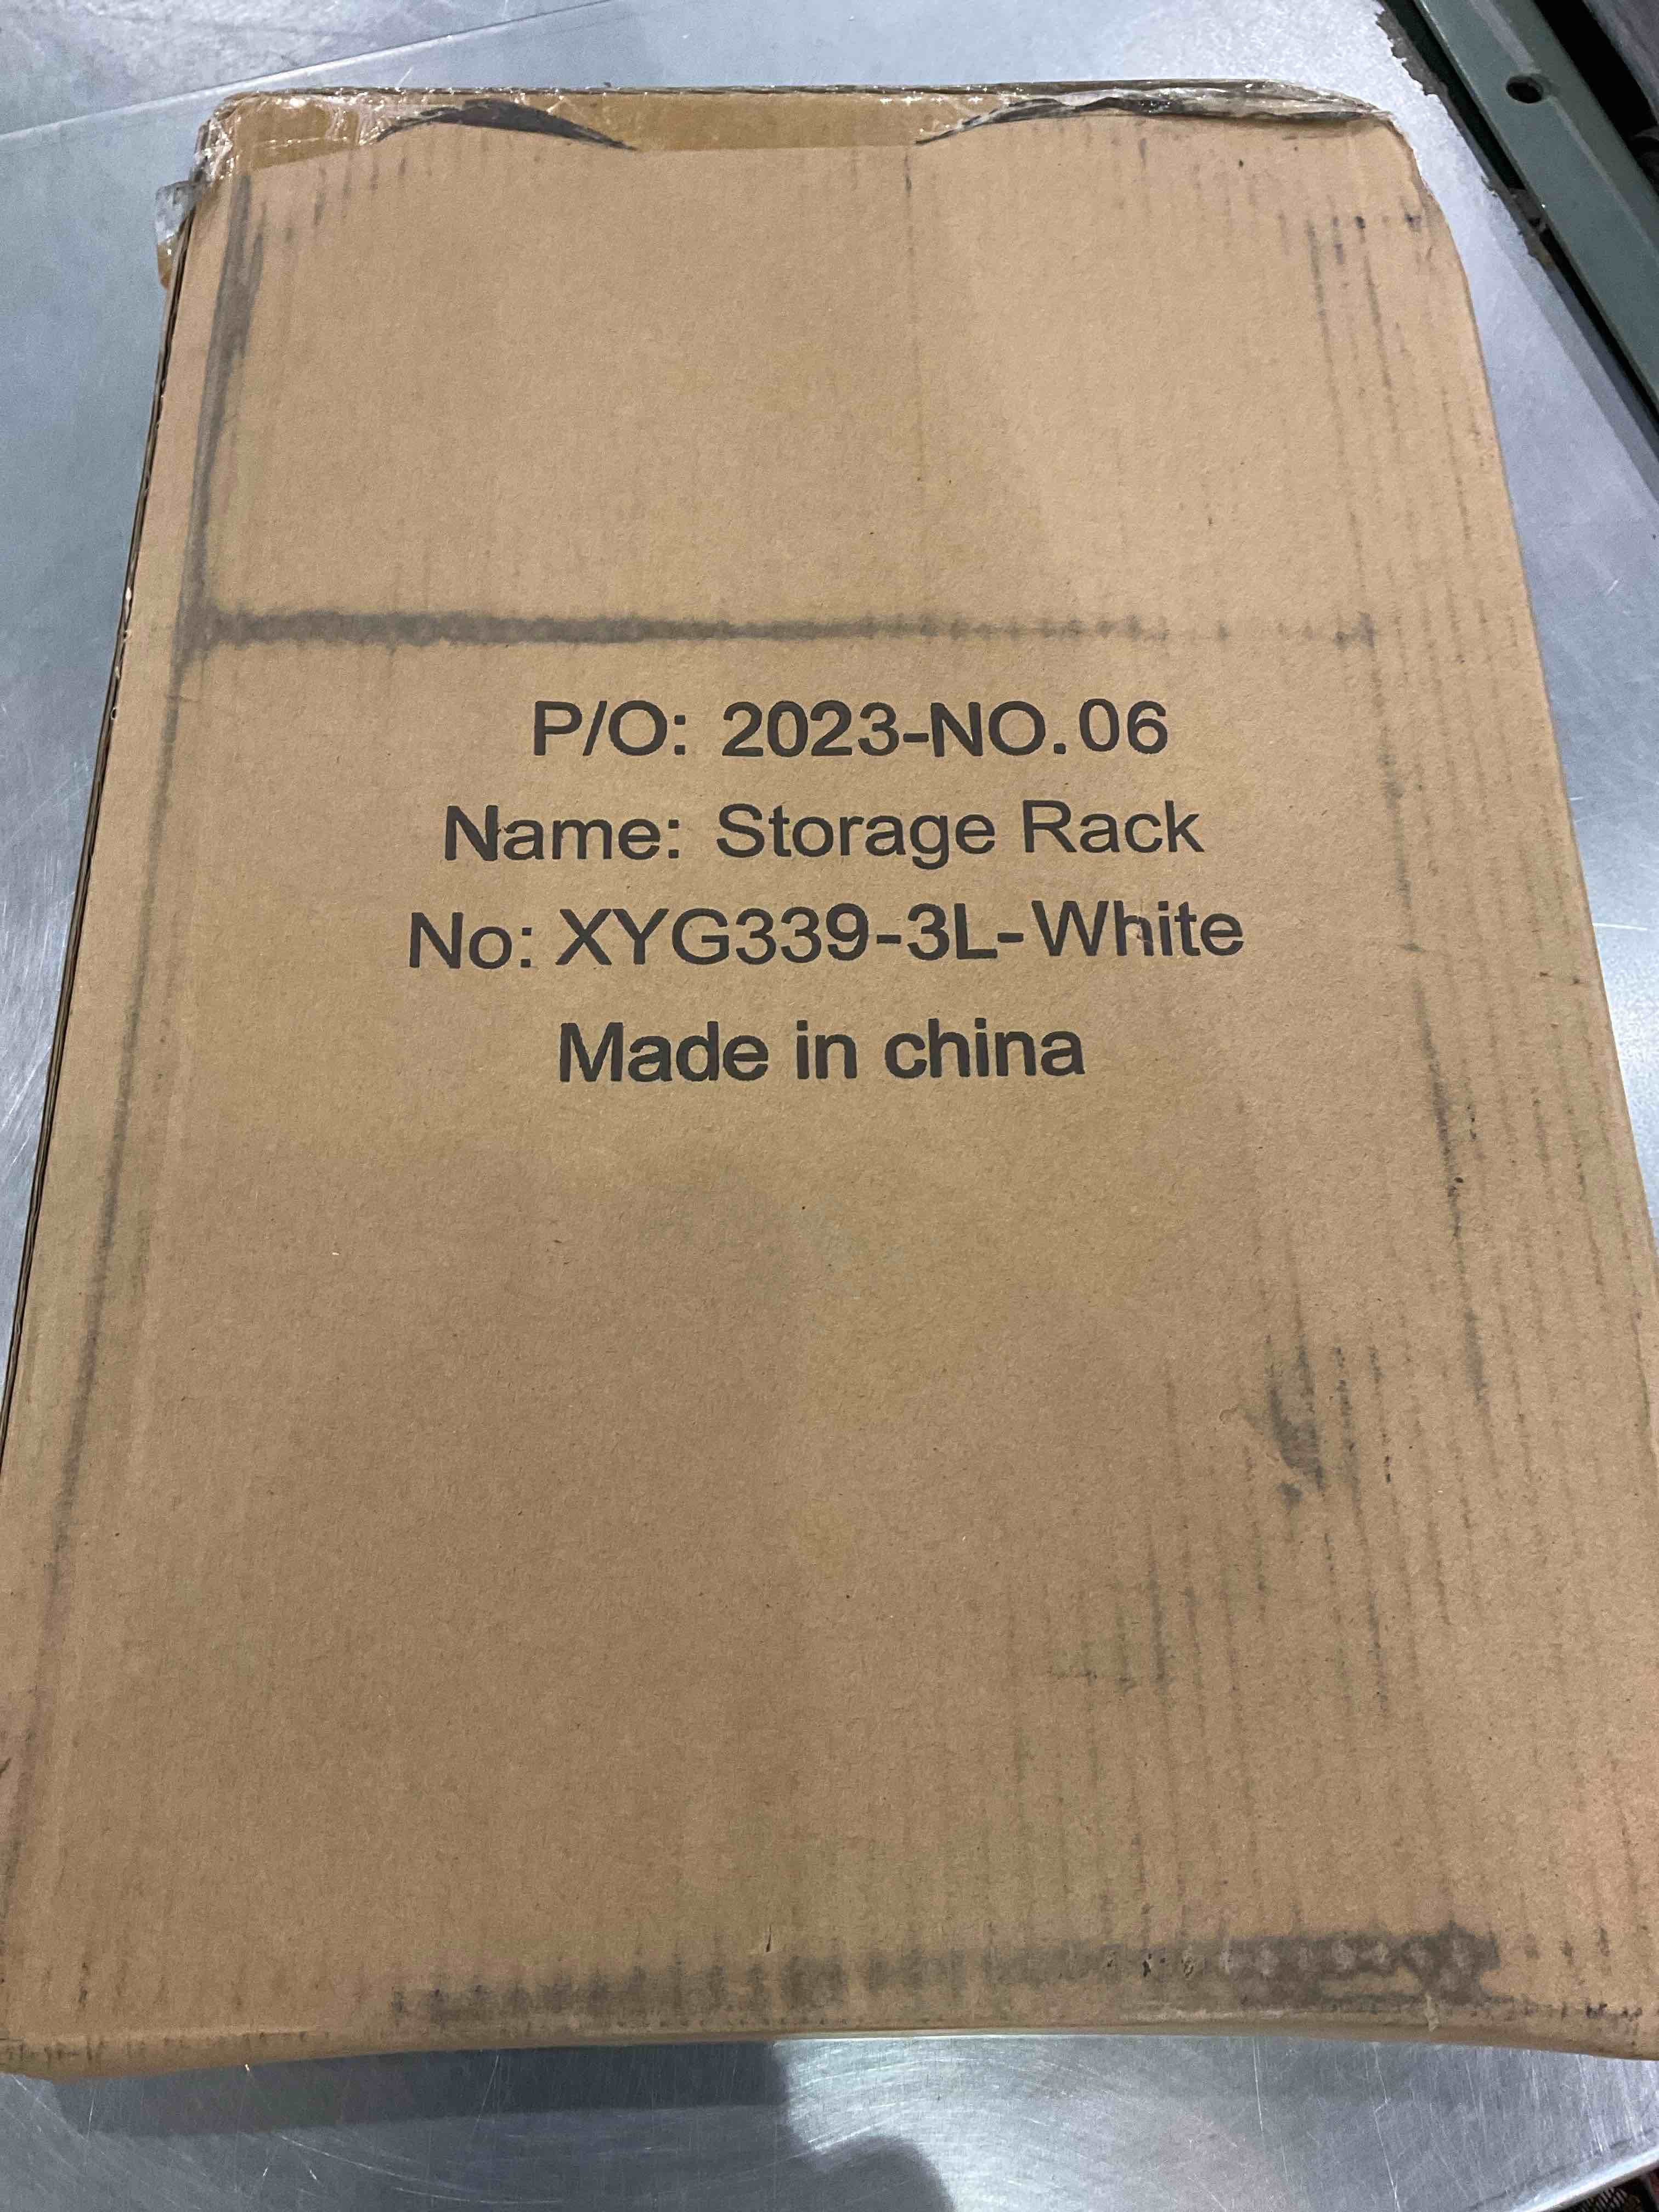 P/O: 2023-NO.06
Name: Storage Rack
No: XYG339-3L-White
Made in china